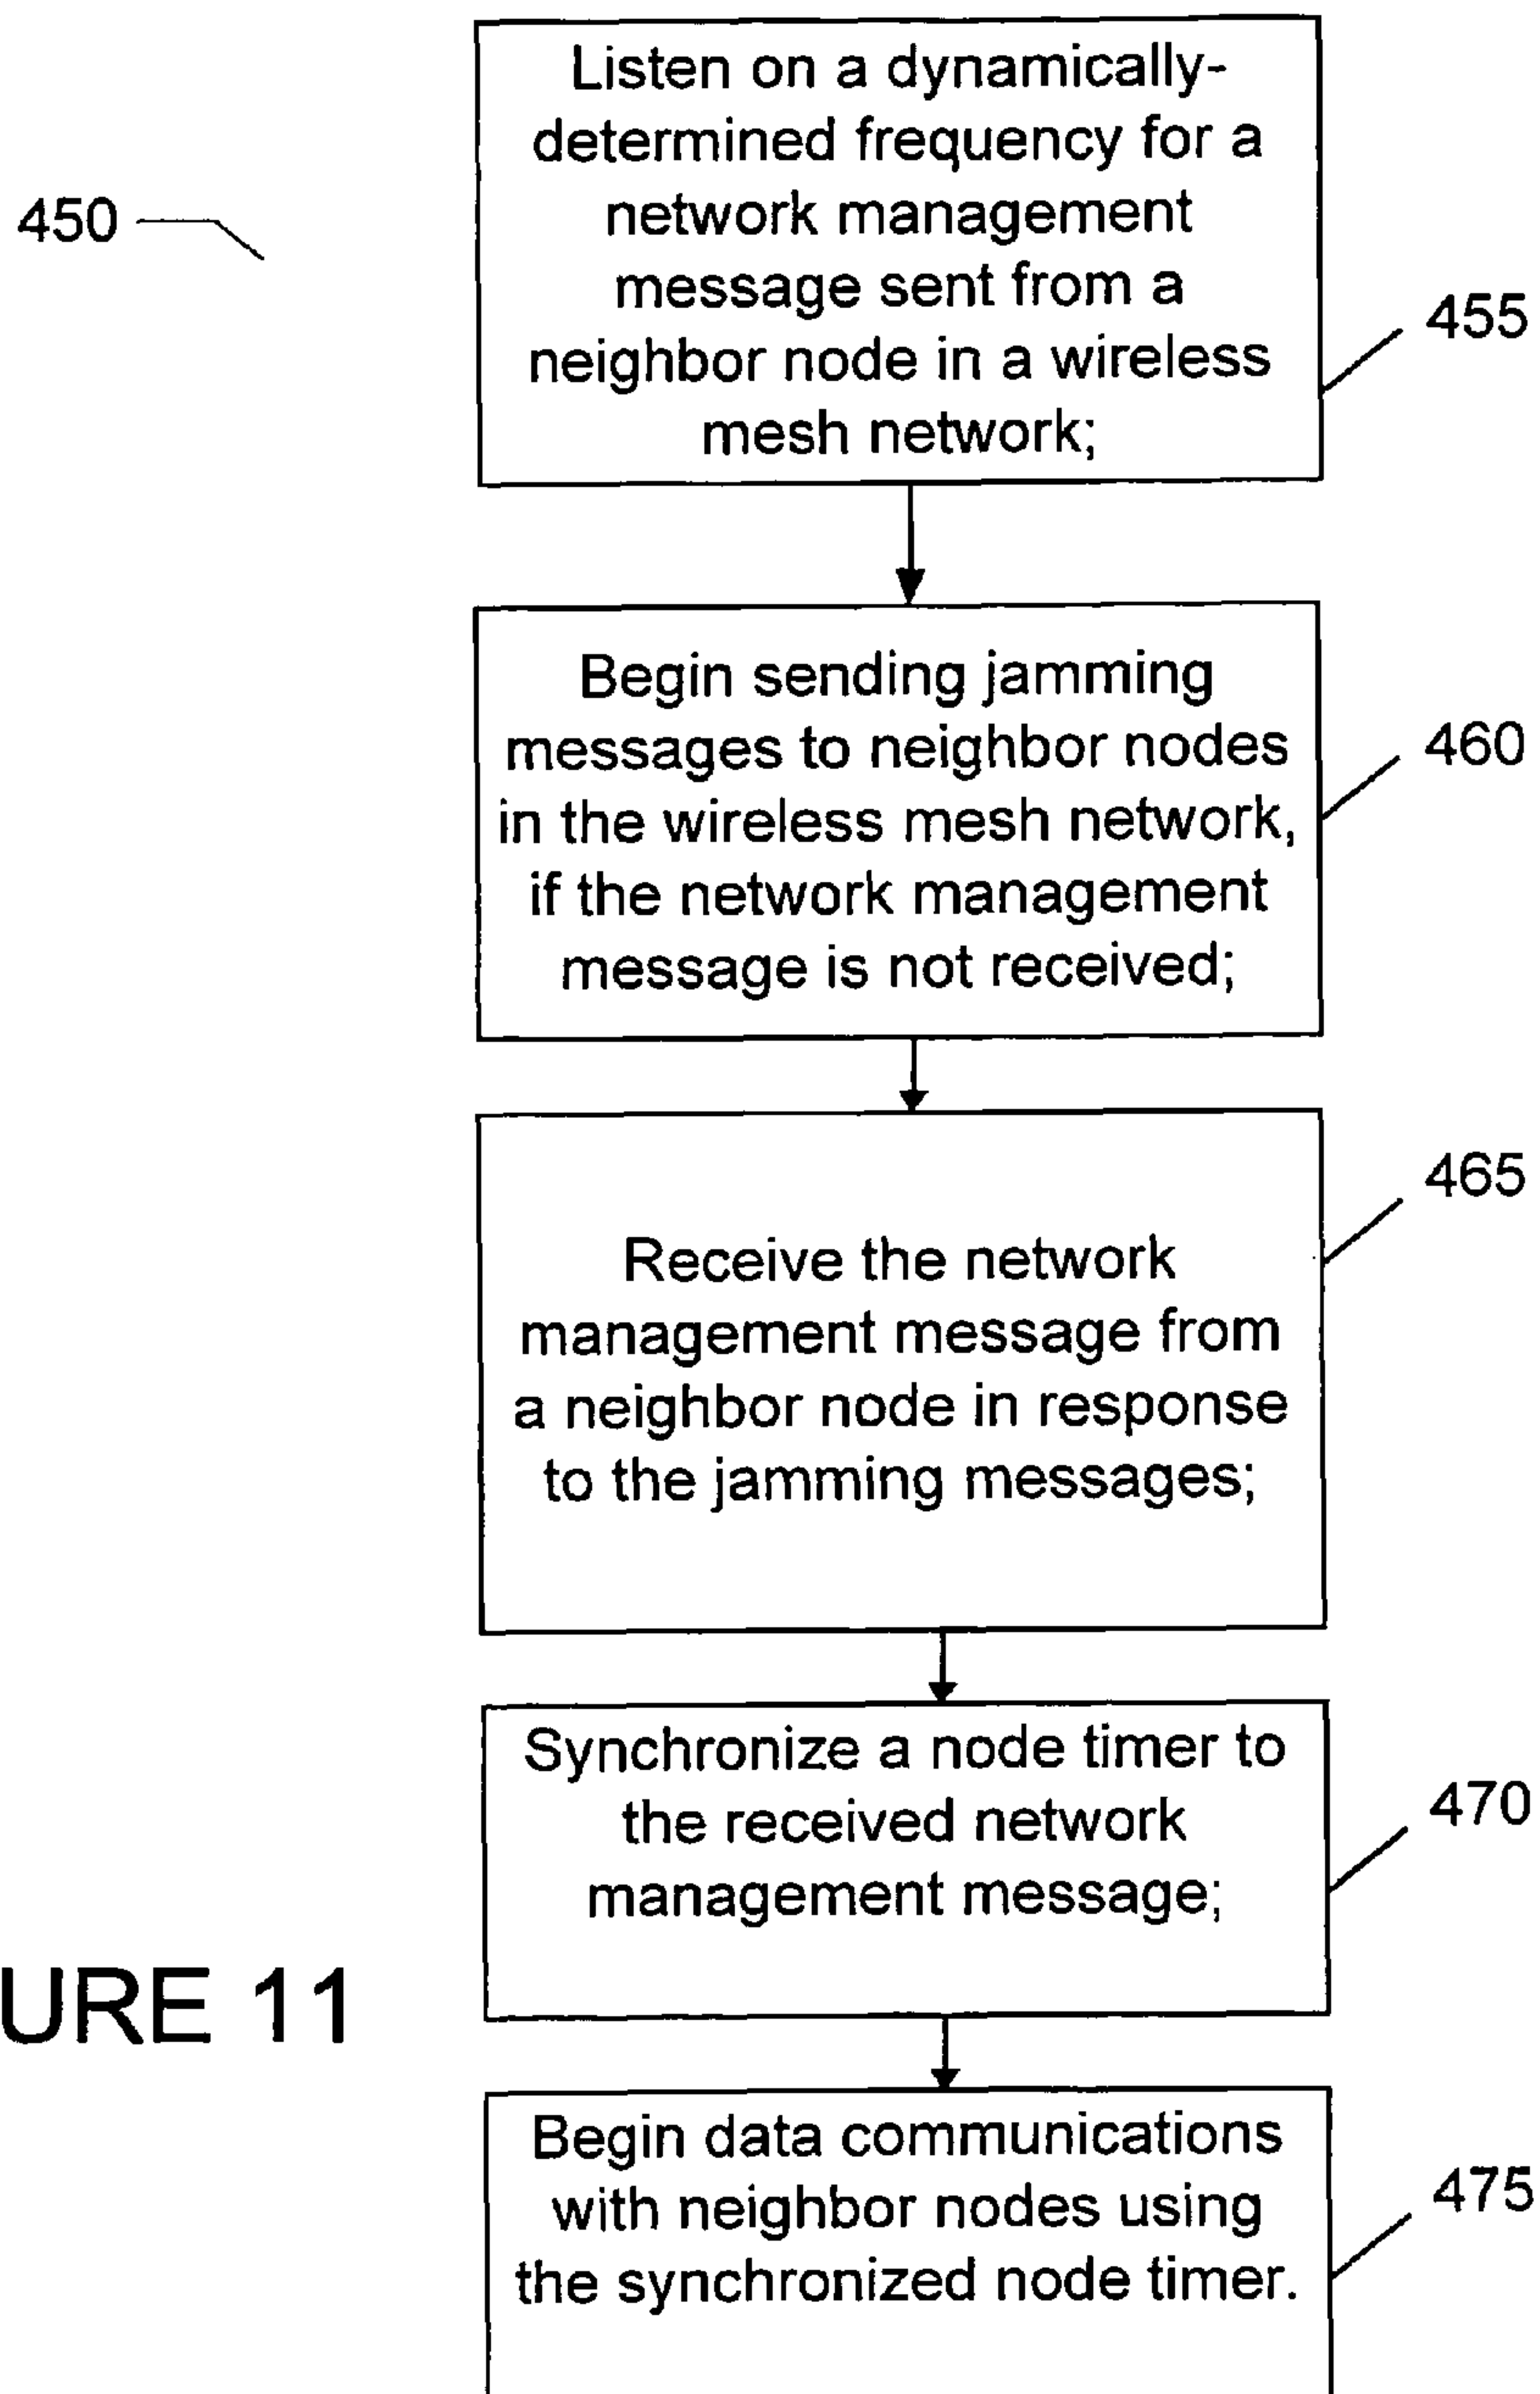 Listen on a dynamically-
determined frequency for a
network management
message sent from a
neighbor node in a wireless
mesh network;
450
455
Begin sending jamming
messages to neighbor nodes
in the wireless mesh network,
if the network management
message is not received;
460
465
Receive the network
management message from
a neighbor node in response
to the jamming messages;
Synchronize a node timer to
the received network
management message;
470
URE 11
Begin data communications
with neighbor nodes using
the synchronized node timer.
475